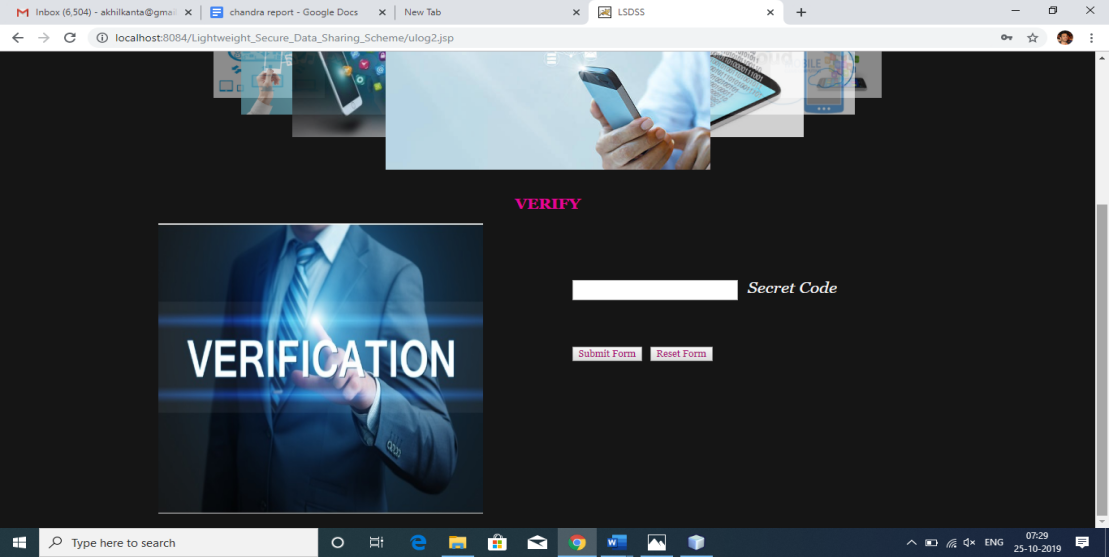 Inbox (6,504) - akhilkanta@gmai
chandra report - Google Docs
New Tab
LSDSS
localhost:8084/Lightweight_Secure_Data_Sharing_Scheme/ulog2.jsp
VERIFY
VERIFICATION
Secret Code
Submit Form
Reset Form
Type here to search
ENG
07:29
25-10-2019